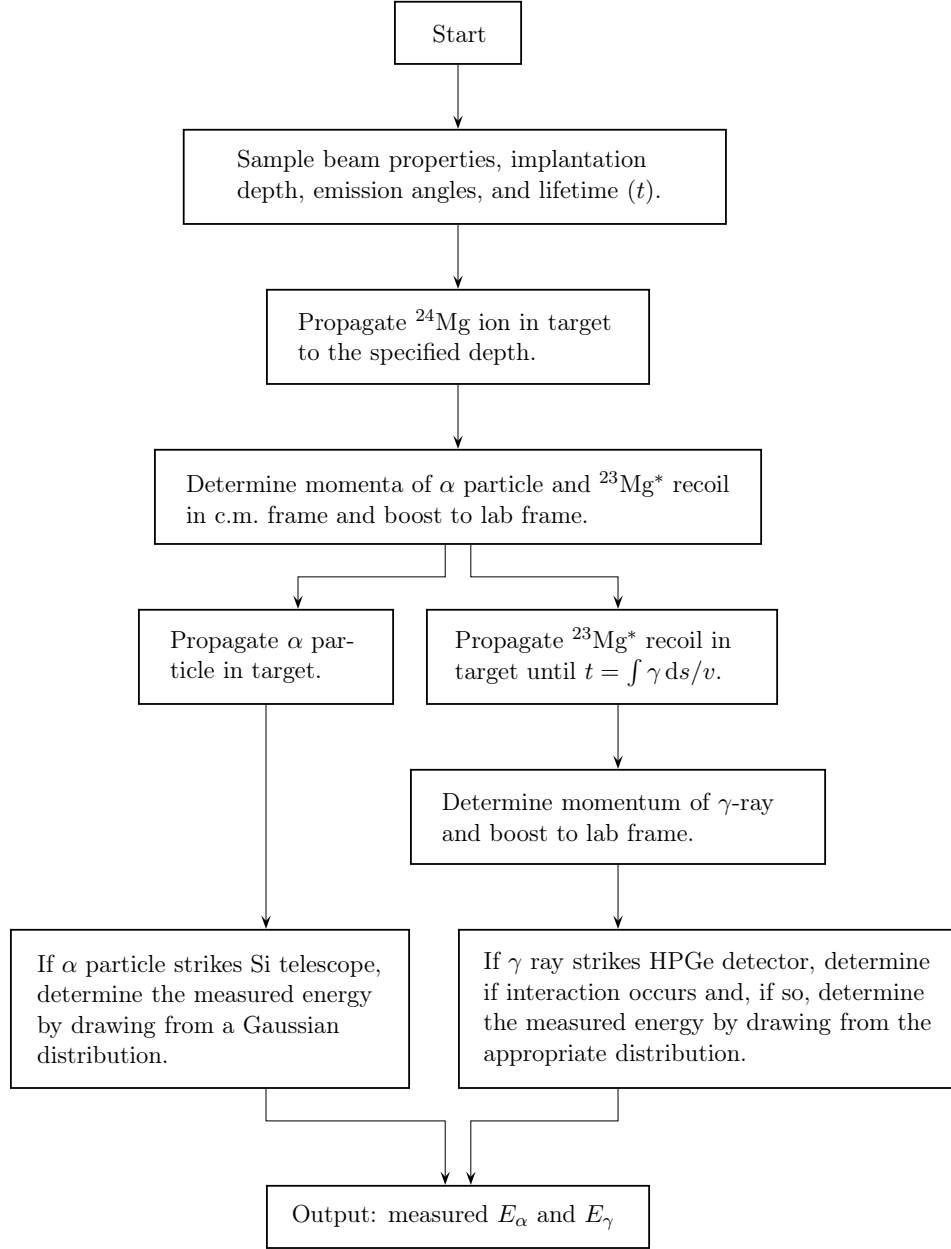 Start
Sample beam properties, implantation
depth, emission angles, and lifetime (t).
Propagate ²⁴Mg ion in target
to the specified depth.
Determine momenta of α particle and ²³Mg* recoil
in c.m. frame and boost to lab frame.
Propagate α par-
ticle in target.
Propagate ²³Mg* recoil in
target until t = ∫ γ ds/v.
Determine momentum of γ-ray
and boost to lab frame.
If α particle strikes Si telescope,
determine the measured energy
by drawing from a Gaussian
distribution.
If γ ray strikes HPGe detector, determine
if interaction occurs and, if so, determine
the measured energy by drawing from the
appropriate distribution.
Output: measured E_α and E_γ